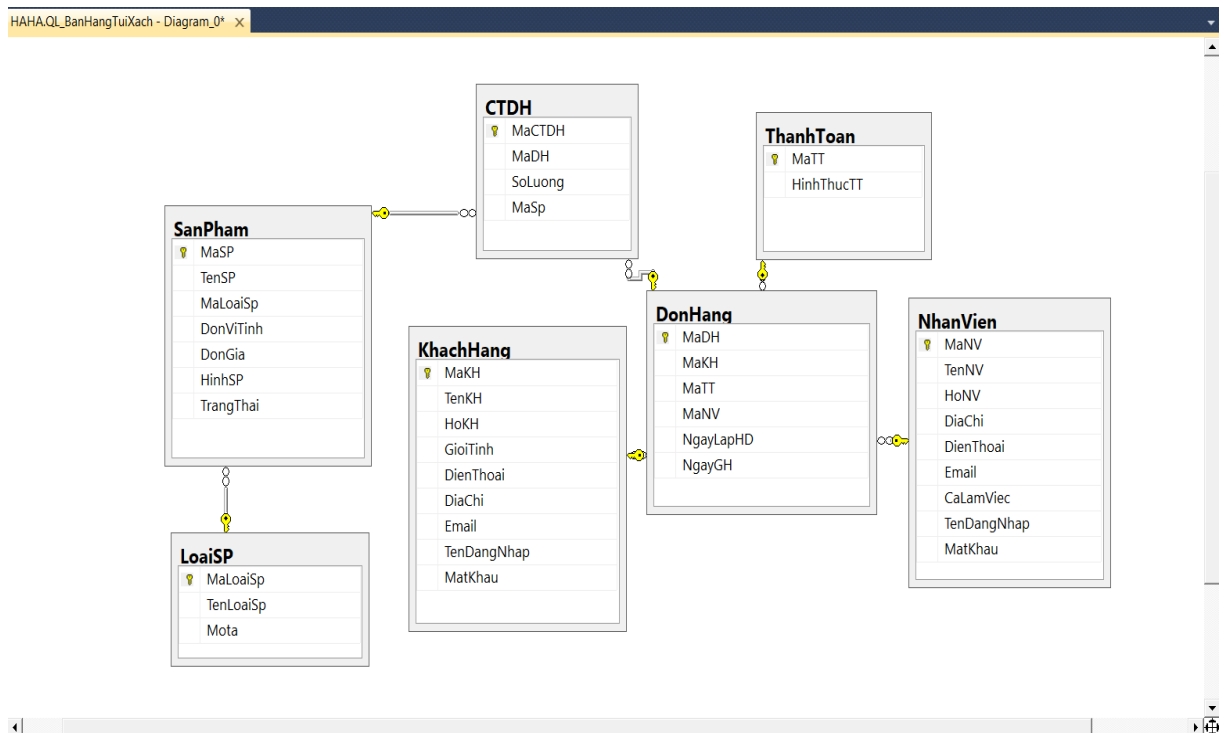 HAHA.QL_BanHangTuiXach - Diagram_0*
CTDH
MaCTDH
MaDH
SoLuong
MaSp
ThanhToan
MaTT
HinhThucTT
SanPham
MaSP
TenSP
MaLoaiSp
DonViTinh
DonGia
HinhSP
TrangThai
DonHang
MaDH
MaKH
MaTT
MaNV
NgayLapHD
NgayGH
NhanVien
MaNV
TenNV
HoNV
DiaChi
DienThoai
Email
CaLamViec
TenDangNhap
MatKhau
KhachHang
MaKH
TenKH
HoKH
GioiTinh
DienThoai
DiaChi
Email
TenDangNhap
MatKhau
LoaiSP
MaLoaiSp
TenLoaiSp
Mota